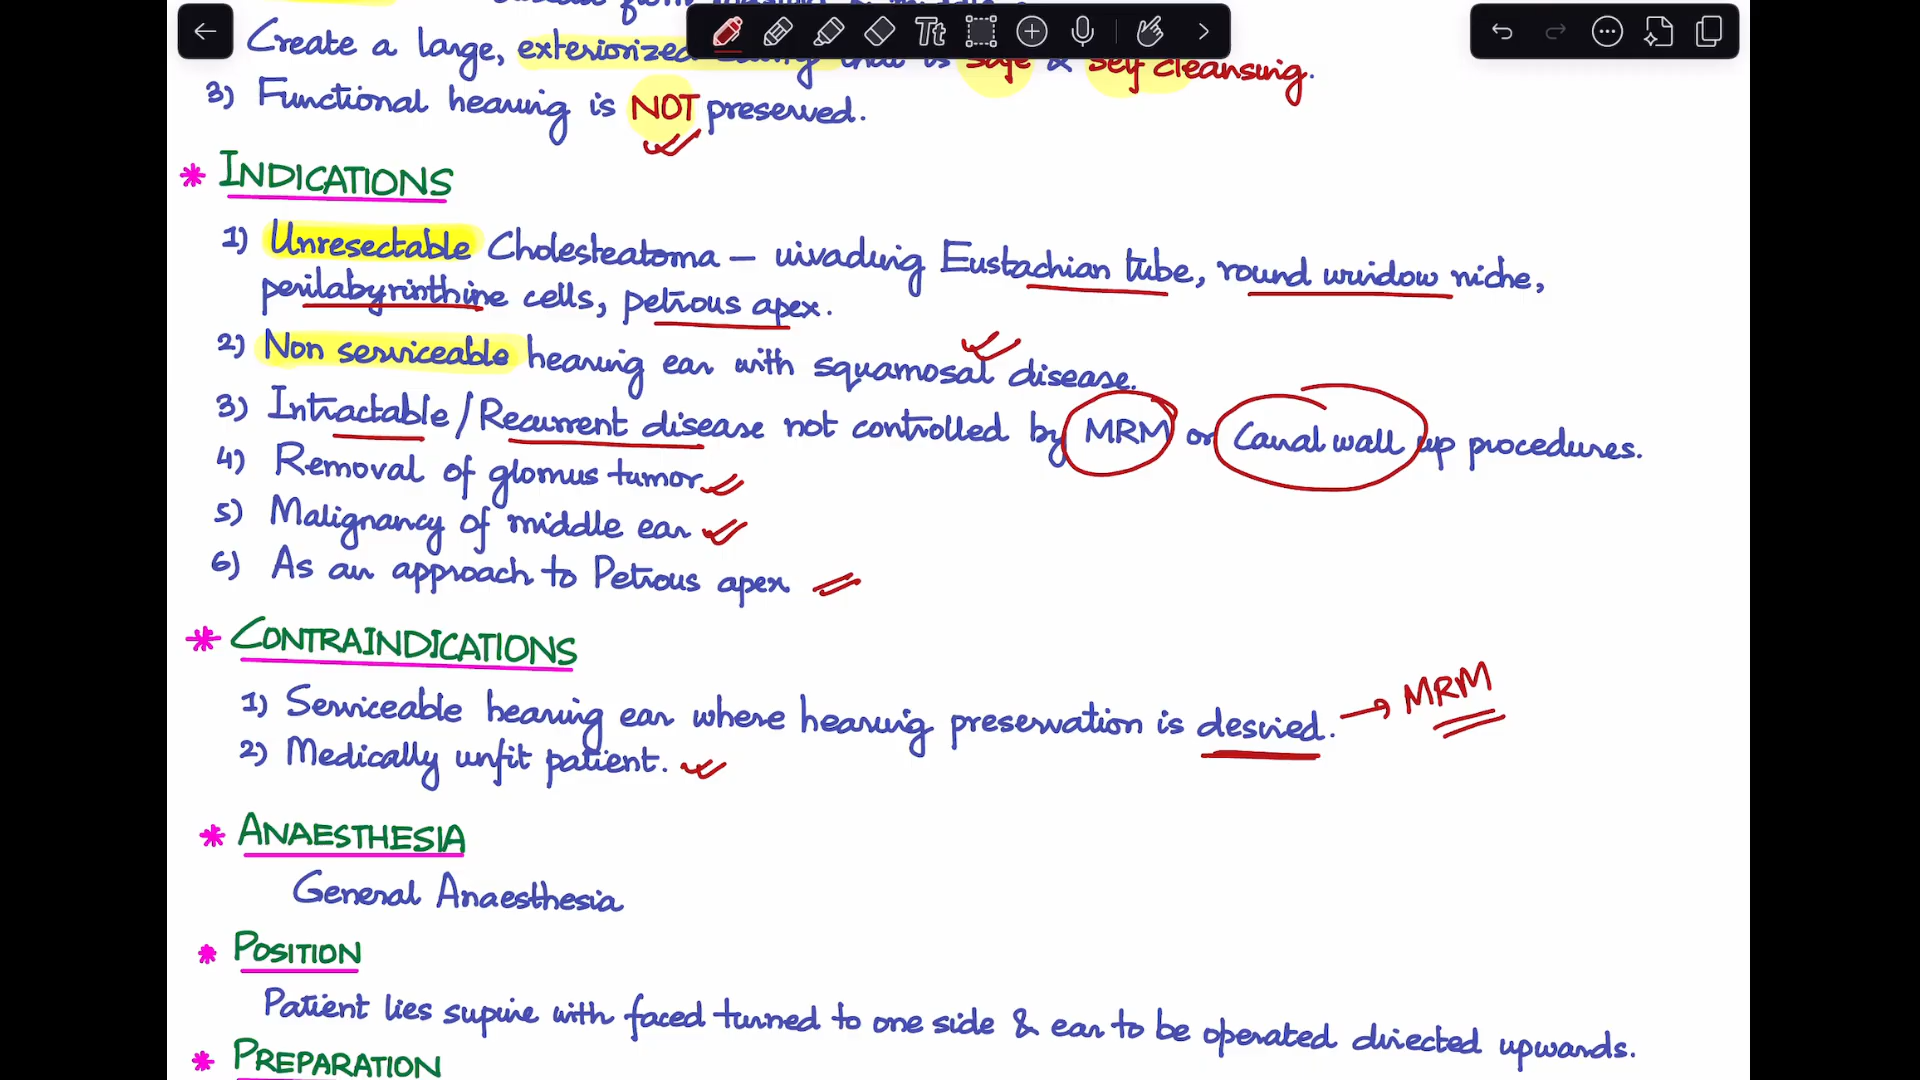 Create a large, exteriorized that is safe & self cleansing.
3) Functional hearing is NOT preserved.
* INDICATIONS
1) Unresectable Cholesteatoma – invading Eustachian tube, round window niche,
perilabyrinthine cells, petrous apex.
2) Non serviceable hearing ear with squamosal disease.
3) Intractable / Recurrent disease not controlled by MRM or Canal wall up procedures.
4) Removal of glomus tumor
5) Malignancy of middle ear
6) As an approach to Petrous apex
* CONTRAINDICATIONS
1) Serviceable hearing ear where hearing preservation is desired. → MRM
2) Medically unfit patient.
* ANAESTHESIA
General Anaesthesia
* POSITION
Patient lies supine with faced turned to one side & ear to be operated directed upwards.
* PREPARATION